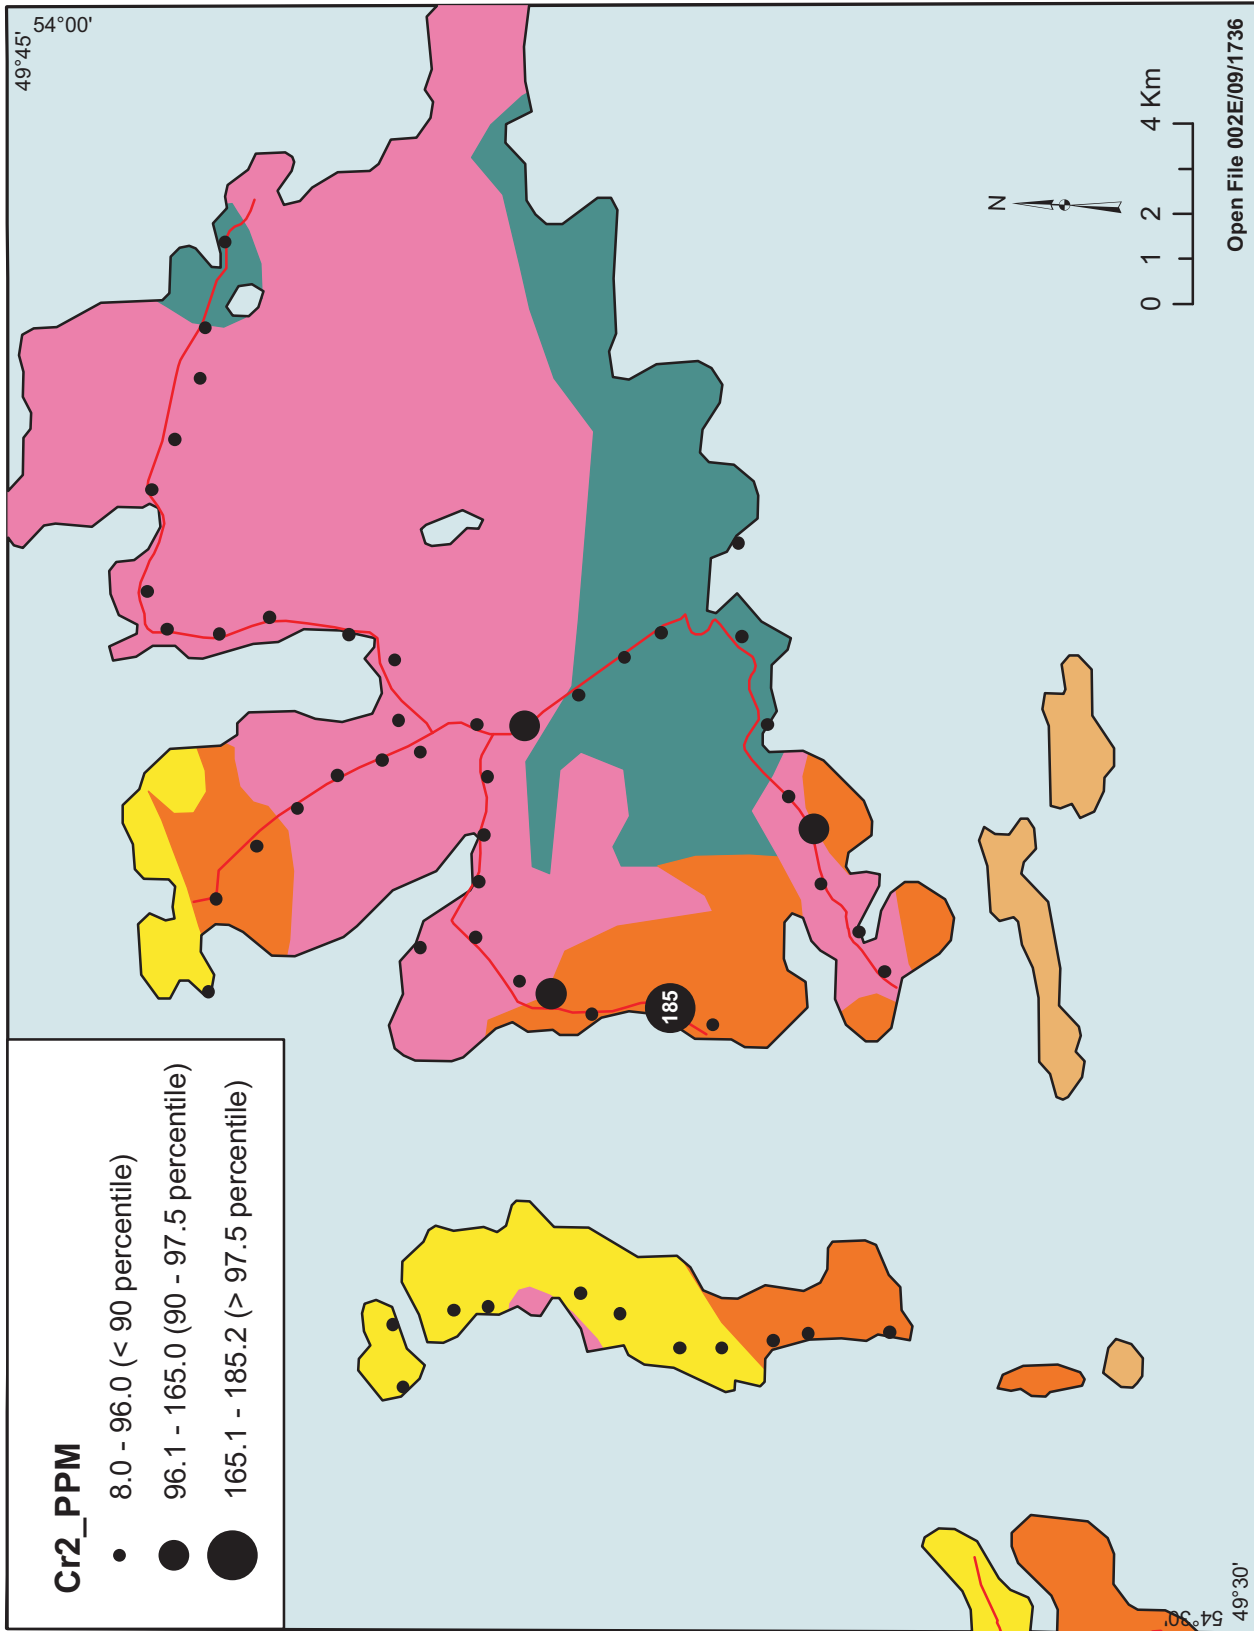 Cr2_PPM
8.0 - 96.0 (< 90 percentile)
96.1 - 165.0 (90 - 97.5 percentile)
165.1 - 185.2 (> 97.5 percentile)
49°45'
54°00'
185
N
0 1 2 4 Km
54°30'
49°30'
Open File 002E/09/1736